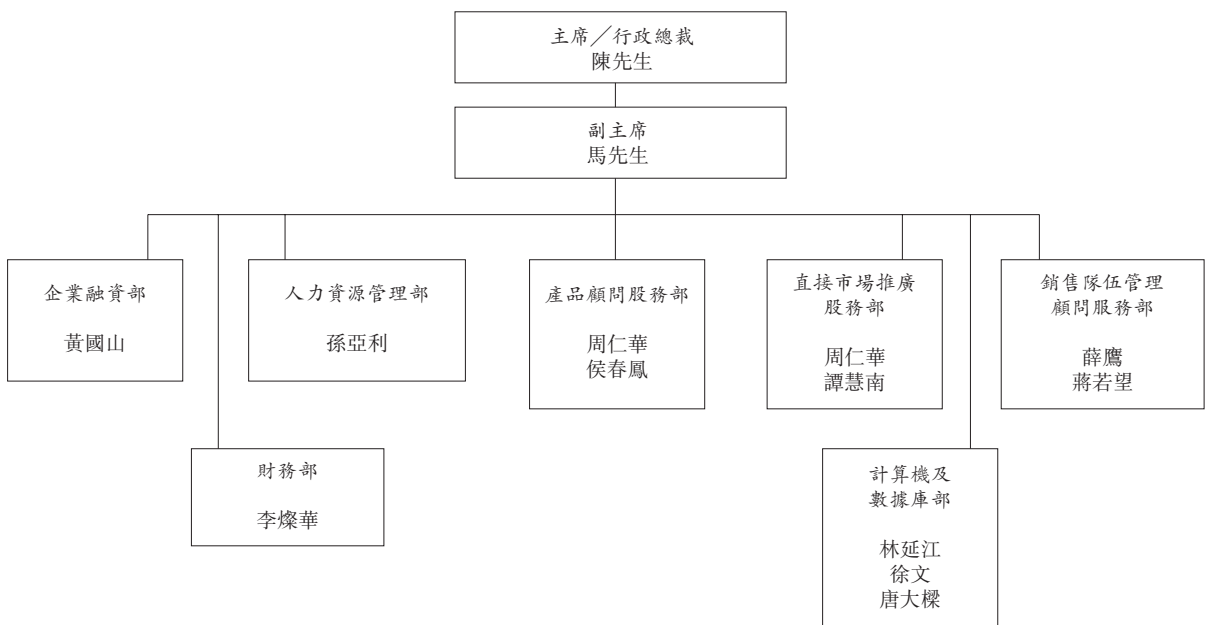 主席／行政總裁
陳先生
副主席
馬先生
企業融資部
黃國山
人力資源管理部
孫亞利
產品顧問股務部
周仁華
侯春鳳
直接市場推廣
股務部
周仁華
譚慧南
銷售隊伍管理
顧問服務部
薛鷹
蔣若望
財務部
李燦華
計算機及
數據庫部
林延江
徐文
唐大樑